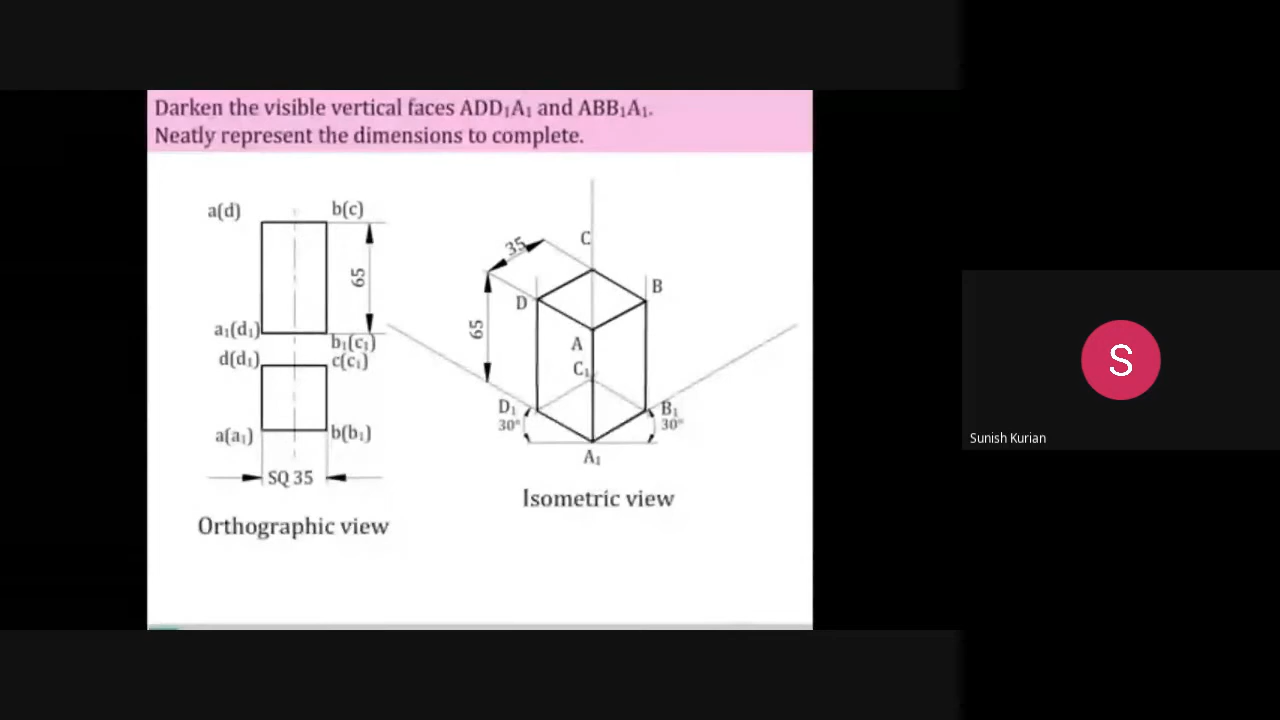 Darken the visible vertical faces ADD₁A₁ and ABB₁A₁.
Neatly represent the dimensions to complete.
a(d)
b(c)
65
a₁(d₁)
b₁(c₁)
d(d₁)
c(c₁)
a(a₁)
b(b₁)
SQ 35
Orthographic view
35
C
D
B
65
A
C₁
D₁
B₁
30°
30°
A₁
Isometric view
S
Sunish Kurian